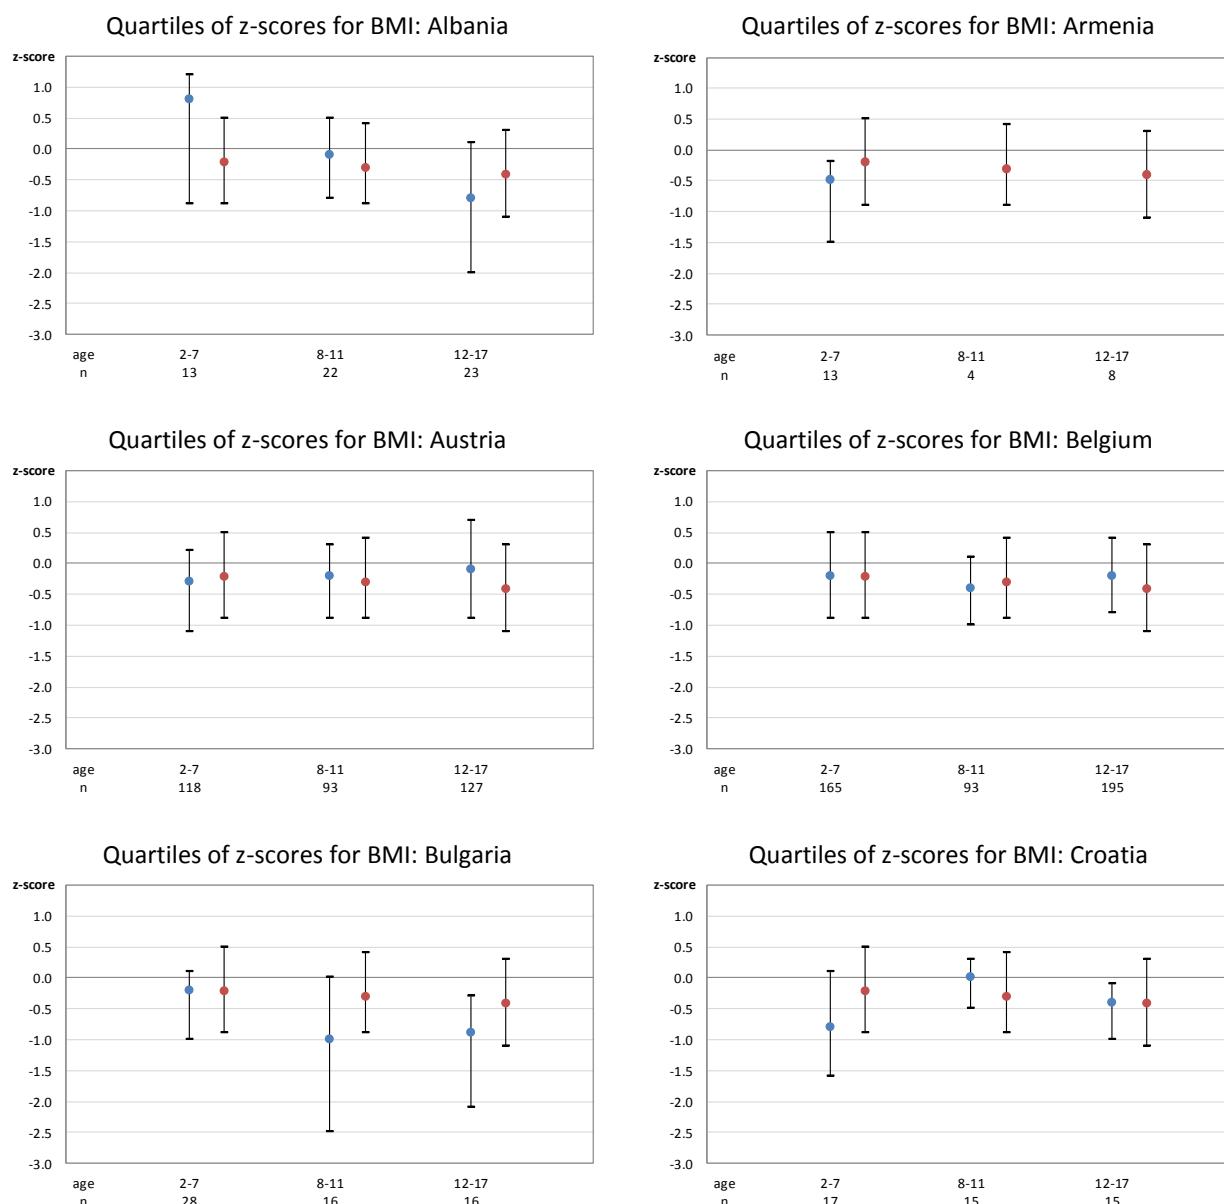 Quartiles of z-scores for BMI: Albania
z-score
1.0
0.5
0.0
-0.5
-1.0
-1.5
-2.0
-2.5
-3.0
age 2-7 8-11 12-17
n 13 22 23
Quartiles of z-scores for BMI: Armenia
z-score
1.0
0.5
0.0
-0.5
-1.0
-1.5
-2.0
-2.5
-3.0
age 2-7 8-11 12-17
n 13 4 8
Quartiles of z-scores for BMI: Austria
z-score
1.0
0.5
0.0
-0.5
-1.0
-1.5
-2.0
-2.5
-3.0
age 2-7 8-11 12-17
n 118 93 127
Quartiles of z-scores for BMI: Belgium
z-score
1.0
0.5
0.0
-0.5
-1.0
-1.5
-2.0
-2.5
-3.0
age 2-7 8-11 12-17
n 165 93 195
Quartiles of z-scores for BMI: Bulgaria
z-score
1.0
0.5
0.0
-0.5
-1.0
-1.5
-2.0
-2.5
-3.0
age 2-7 8-11 12-17
n 28 16 16
Quartiles of z-scores for BMI: Croatia
z-score
1.0
0.5
0.0
-0.5
-1.0
-1.5
-2.0
-2.5
-3.0
age 2-7 8-11 12-17
n 17 15 15